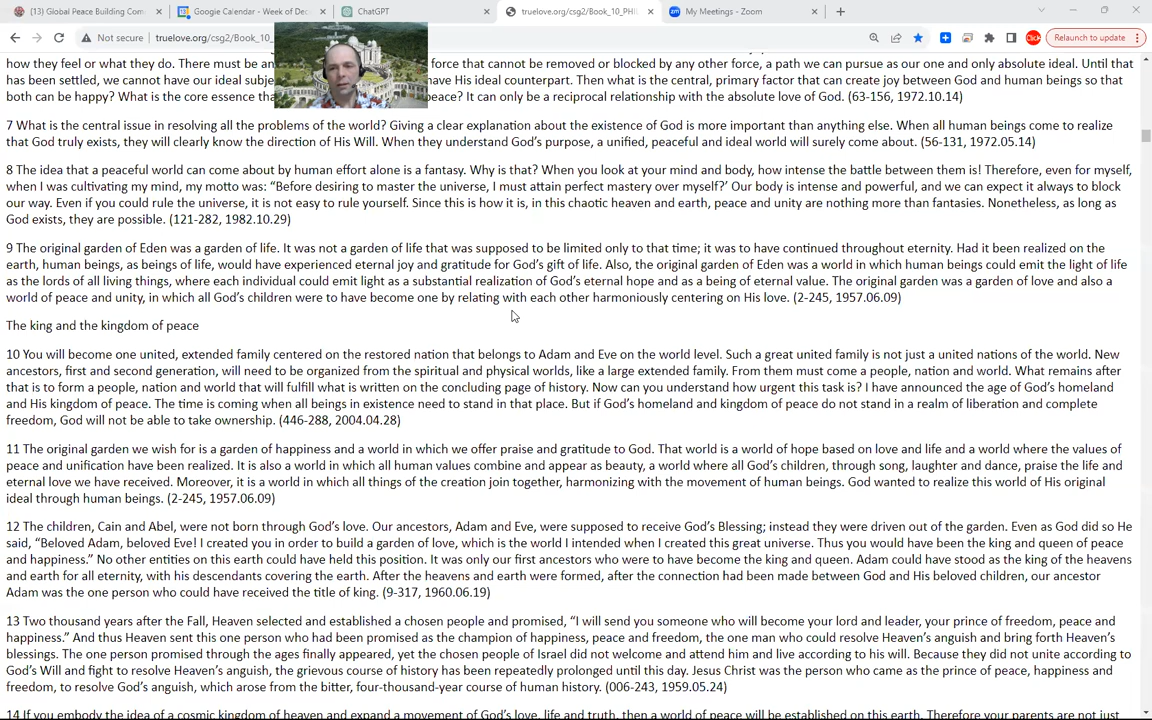 (13) Global Peace Building Com
Google Calendar - Week of De
ChatGPT
truelove.org/csg2/Book_10_PHI
My Meetings - Zoom
Not secure
truelove.org/csg2/Book_10_
Click
Relaunch to update
how they feel or what they do. There must be an force that cannot be removed or blocked by any other force, a path we can pursue as our one and only absolute ideal. Until that
has been settled, we cannot have our ideal subje have His ideal counterpart. Then what is the central, primary factor that can create joy between God and human beings so that
both can be happy? What is the core essence tha peace? It can only be a reciprocal relationship with the absolute love of God. (63-156, 1972.10.14)
7 What is the central issue in resolving all the problems of the world? Giving a clear explanation about the existence of God is more important than anything else. When all human beings come to realize
that God truly exists, they will clearly know the direction of His Will. When they understand God's purpose, a unified, peaceful and ideal world will surely come about. (56-131, 1972.05.14)
8 The idea that a peaceful world can come about by human effort alone is a fantasy. Why is that? When you look at your mind and body, how intense the battle between them is! Therefore, even for myself,
when I was cultivating my mind, my motto was: “Before desiring to master the universe, I must attain perfect mastery over myself?’ Our body is intense and powerful, and we can expect it always to block
our way. Even if you could rule the universe, it is not easy to rule yourself. Since this is how it is, in this chaotic heaven and earth, peace and unity are nothing more than fantasies. Nonetheless, as long as
God exists, they are possible. (121-282, 1982.10.29)
9 The original garden of Eden was a garden of life. It was not a garden of life that was supposed to be limited only to that time; it was to have continued throughout eternity. Had it been realized on the
earth, human beings, as beings of life, would have experienced eternal joy and gratitude for God's gift of life. Also, the original garden of Eden was a world in which human beings could emit the light of life
as the lords of all living things, where each individual could emit light as a substantial realization of God's eternal hope and as a being of eternal value. The original garden was a garden of love and also a
world of peace and unity, in which all God's children were to have become one by relating with each other harmoniously centering on His love. (2-245, 1957.06.09)
The king and the kingdom of peace
10 You will become one united, extended family centered on the restored nation that belongs to Adam and Eve on the world level. Such a great united family is not just a united nations of the world. New
ancestors, first and second generation, will need to be organized from the spiritual and physical worlds, like a large extended family. From them must come a people, nation and world. What remains after
that is to form a people, nation and world that will fulfill what is written on the concluding page of history. Now can you understand how urgent this task is? I have announced the age of God's homeland
and His kingdom of peace. The time is coming when all beings in existence need to stand in that place. But if God's homeland and kingdom of peace do not stand in a realm of liberation and complete
freedom, God will not be able to take ownership. (446-288, 2004.04.28)
11 The original garden we wish for is a garden of happiness and a world in which we offer praise and gratitude to God. That world is a world of hope based on love and life and a world where the values of
peace and unification have been realized. It is also a world in which all human values combine and appear as beauty, a world where all God's children, through song, laughter and dance, praise the life and
eternal love we have received. Moreover, it is a world in which all things of the creation join together, harmonizing with the movement of human beings. God wanted to realize this world of His original
ideal through human beings. (2-245, 1957.06.09)
12 The children, Cain and Abel, were not born through God's love. Our ancestors, Adam and Eve, were supposed to receive God's Blessing; instead they were driven out of the garden. Even as God did so He
said, “Beloved Adam, beloved Eve! I created you in order to build a garden of love, which is the world I intended when I created this great universe. Thus you would have been the king and queen of peace
and happiness.” No other entities on this earth could have held this position. It was only our first ancestors who were to have become the king and queen. Adam could have stood as the king of the heavens
and earth for all eternity, with his descendants covering the earth. After the heavens and earth were formed, after the connection had been made between God and His beloved children, our ancestor
Adam was the one person who could have received the title of king. (9-317, 1960.06.19)
13 Two thousand years after the Fall, Heaven selected and established a chosen people and promised, “I will send you someone who will become your lord and leader, your prince of freedom, peace and
happiness.” And thus Heaven sent this one person who had been promised as the champion of happiness, peace and freedom, the one man who could resolve Heaven's anguish and bring forth Heaven's
blessings. The one person promised through the ages finally appeared, yet the chosen people of Israel did not welcome and attend him and live according to his will. Because they did not unite according to
God's Will and fight to resolve Heaven's anguish, the grievous course of history has been repeatedly prolonged until this day. Jesus Christ was the person who came as the prince of peace, happiness and
freedom, to resolve God's anguish, which arose from the bitter, four-thousand-year course of human history. (006-243, 1959.05.24)
14 If you embody the idea of a cosmic kingdom of heaven and expand a movement of God's love, life and truth, then a world of peace will be established on this earth. Therefore your parents are not just